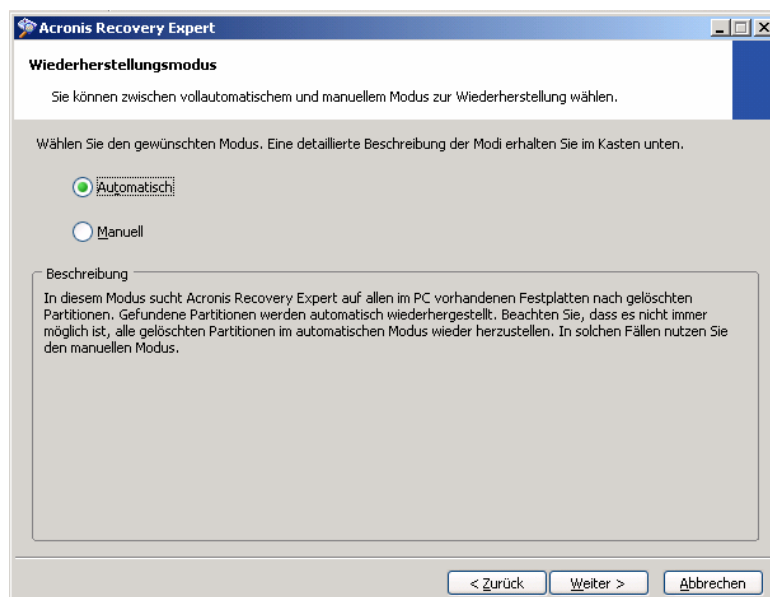 Acronis Recovery Expert
Wiederherstellungsmodus
Sie können zwischen vollautomatischem und manuellem Modus zur Wiederherstellung wählen.
Wählen Sie den gewünschten Modus. Eine detaillierte Beschreibung der Modi erhalten Sie im Kasten unten.
Automatisch
Manuell
Beschreibung
In diesem Modus sucht Acronis Recovery Expert auf allen im PC vorhandenen Festplatten nach gelöschten
Partitionen. Gefundene Partitionen werden automatisch wiederhergestellt. Beachten Sie, dass es nicht immer
möglich ist, alle gelöschten Partitionen im automatischen Modus wieder herzustellen. In solchen Fällen nutzen Sie
den manuellen Modus.
< Zurück Weiter > Abbrechen